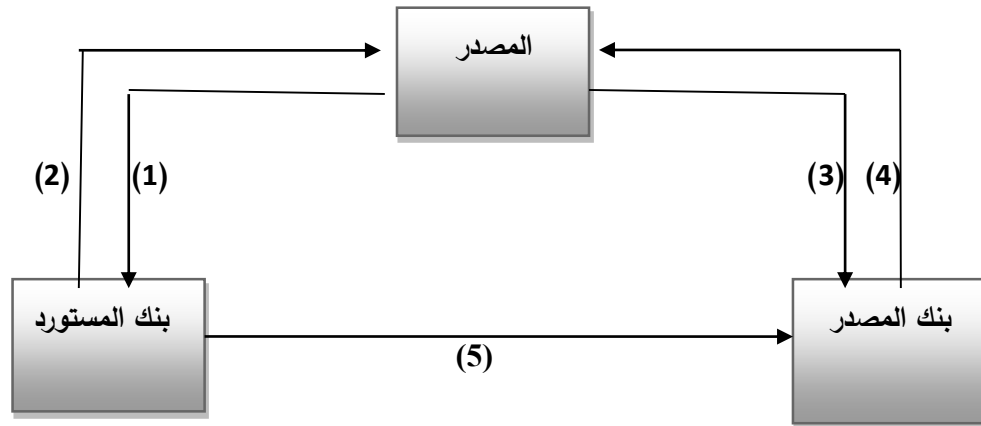 المصدر
(4)
(3)
(1)
(2)
بنك المصدر
بنك المستورد
(5)